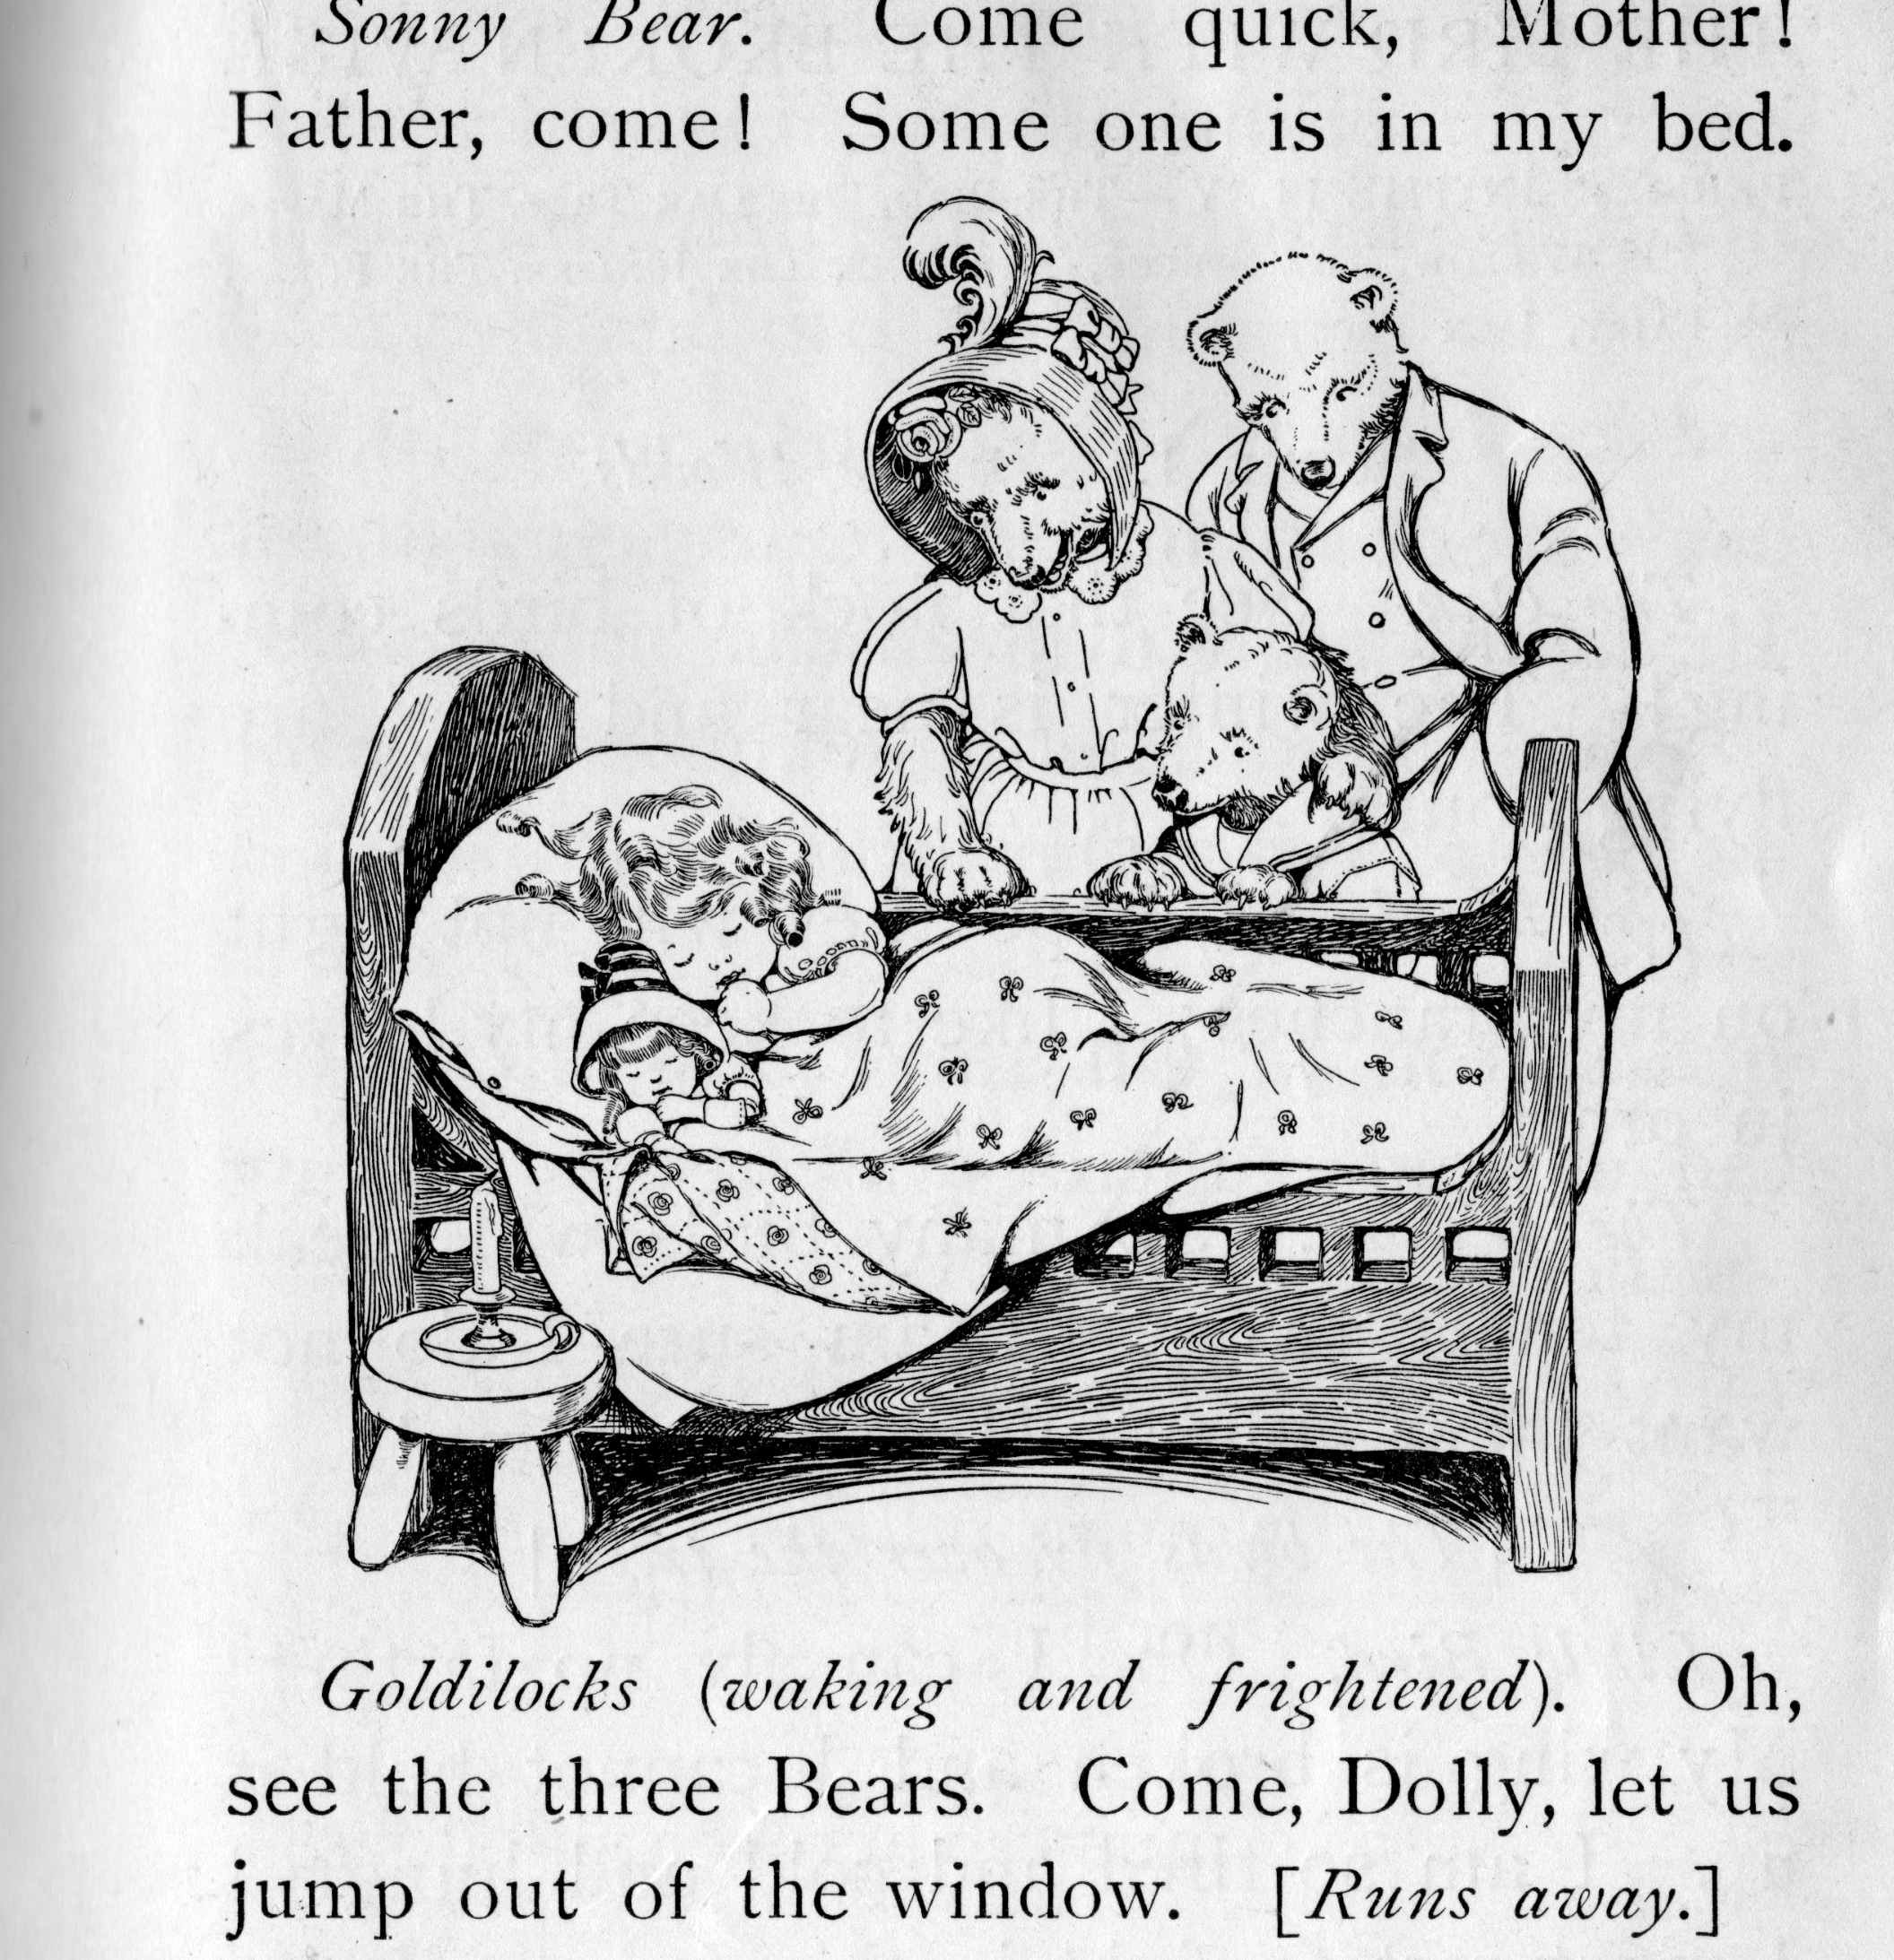 Sonny Bear. Come quick, Mother!
Father, come! Some one is in my bed.
Goldilocks (waking and frightened). Oh,
see the three Bears. Come, Dolly, let us
jump out of the window. [Runs away.]